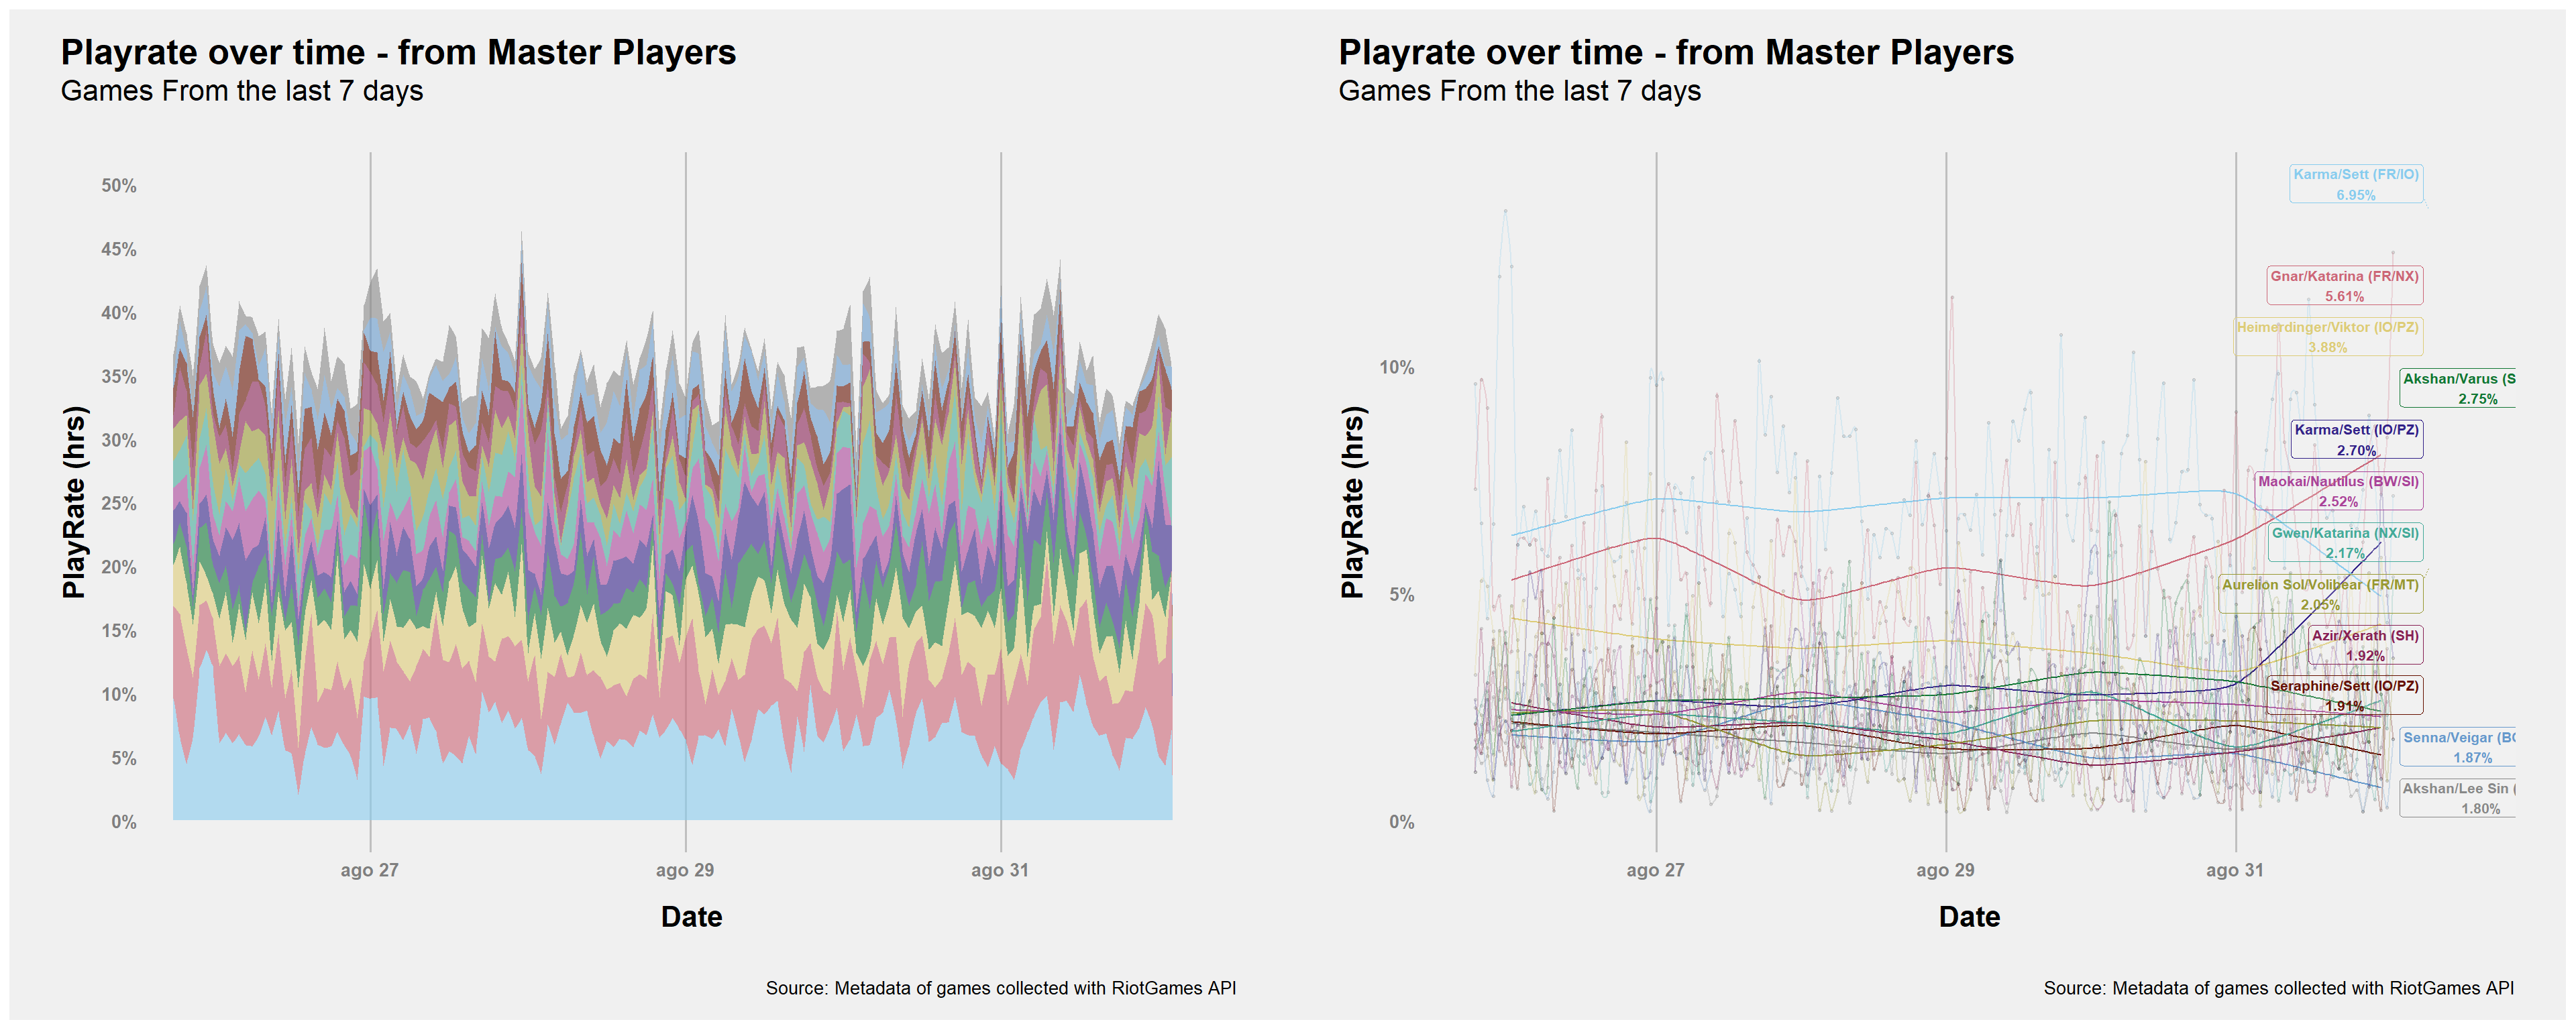 Playrate over time - from Master Players
Games From the last 7 days
50%
45%
40%
35%
30%
25%
20%
15%
10%
5%
0%
PlayRate (hrs)
ago 27
ago 29
ago 31
Date
Source: Metadata of games collected with RiotGames API
Playrate over time - from Master Players
Games From the last 7 days
10%
5%
0%
PlayRate (hrs)
Karma/Sett (FR/IO)
6.95%
Gnar/Katarina (FR/NX)
5.61%
Heimerdinger/Viktor (IO/PZ)
3.88%
Akshan/Varus (S
2.75%
Karma/Sett (IO/PZ)
2.70%
Maokai/Nautilus (BW/SI)
2.52%
Gwen/Katarina (NX/SI)
2.17%
Aurelion Sol/Volibear (FR/MT)
2.05%
Azir/Xerath (SH)
1.92%
Seraphine/Sett (IO/PZ)
1.91%
Senna/Veigar (BC
1.87%
Akshan/Lee Sin (
1.80%
ago 27
ago 29
ago 31
Date
Source: Metadata of games collected with RiotGames API